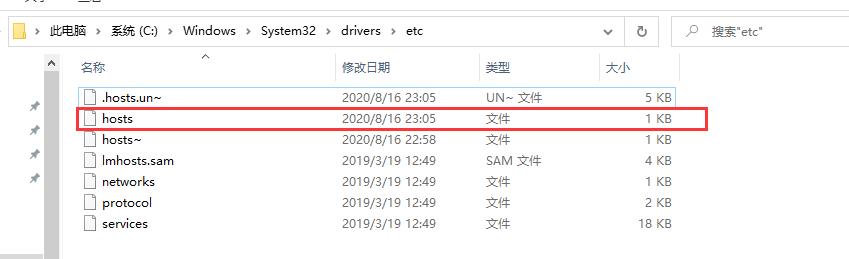 此电脑 > 系统 (C:) > Windows > System32 > drivers > etc 搜索"etc"
名称 修改日期 类型 大小
.hosts.un~ 2020/8/16 23:05 UN~ 文件 5 KB
hosts 2020/8/16 23:05 文件 1 KB
hosts~ 2020/8/16 22:58 文件 1 KB
lmhosts.sam 2019/3/19 12:49 SAM 文件 4 KB
networks 2019/3/19 12:49 文件 1 KB
protocol 2019/3/19 12:49 文件 2 KB
services 2019/3/19 12:49 文件 18 KB